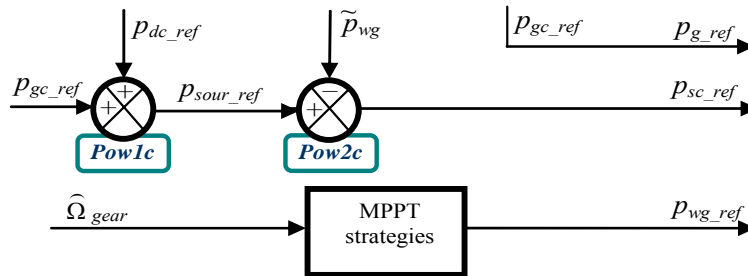 p_dc_ref
p̃_wg
p_gc_ref
p_g_ref
p_gc_ref
+
+
p_sour_ref
−
+
p_sc_ref
Pow1c
Pow2c
Ω̂_gear
MPPT
strategies
p_wg_ref